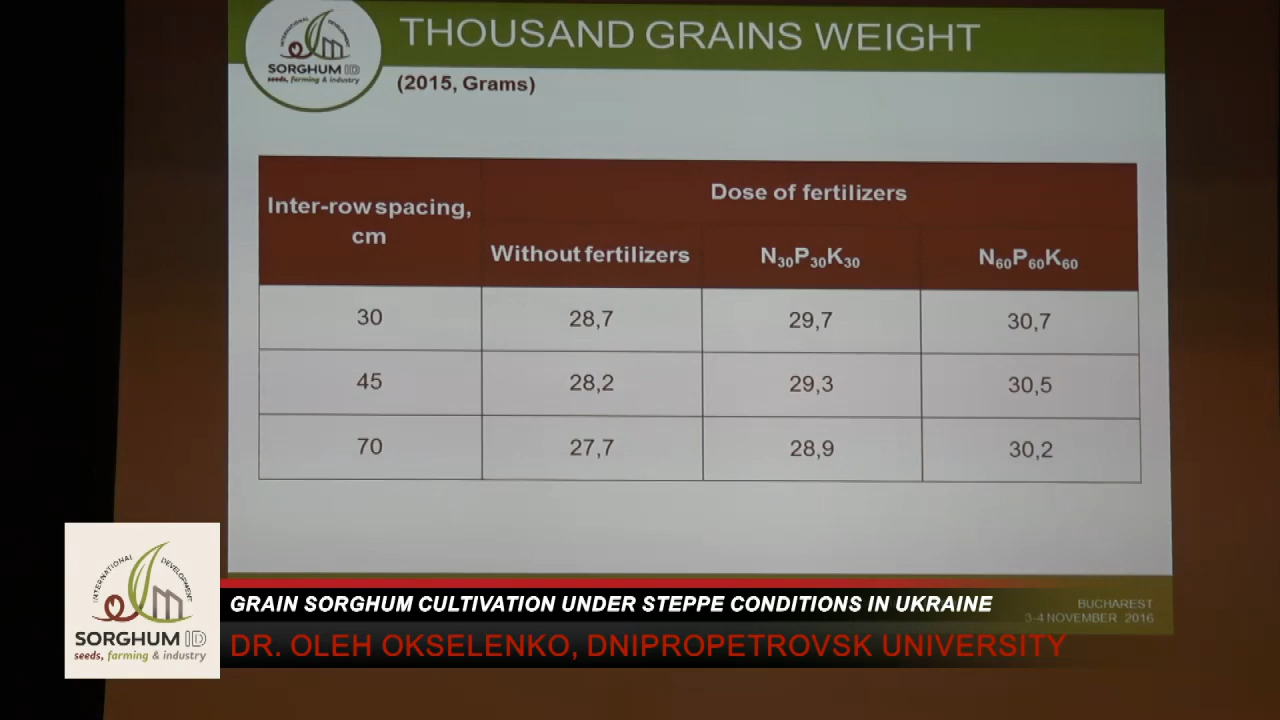 INTERNATIONAL DEVELOPMENT
SORGHUM ID
seeds, farming & industry
THOUSAND GRAINS WEIGHT
(2015, Grams)
Inter-row spacing, cm
Dose of fertilizers
Without fertilizers
N30P30K30
N60P60K60
30 28,7 29,7 30,7
45 28,2 29,3 30,5
70 27,7 28,9 30,2
BUCHAREST
3-4 NOVEMBER 2016
INTERNATIONAL DEVELOPMENT
SORGHUM ID
seeds, farming & industry
GRAIN SORGHUM CULTIVATION UNDER STEPPE CONDITIONS IN UKRAINE
DR. OLEH OKSELENKO, DNIPROPETROVSK UNIVERSITY